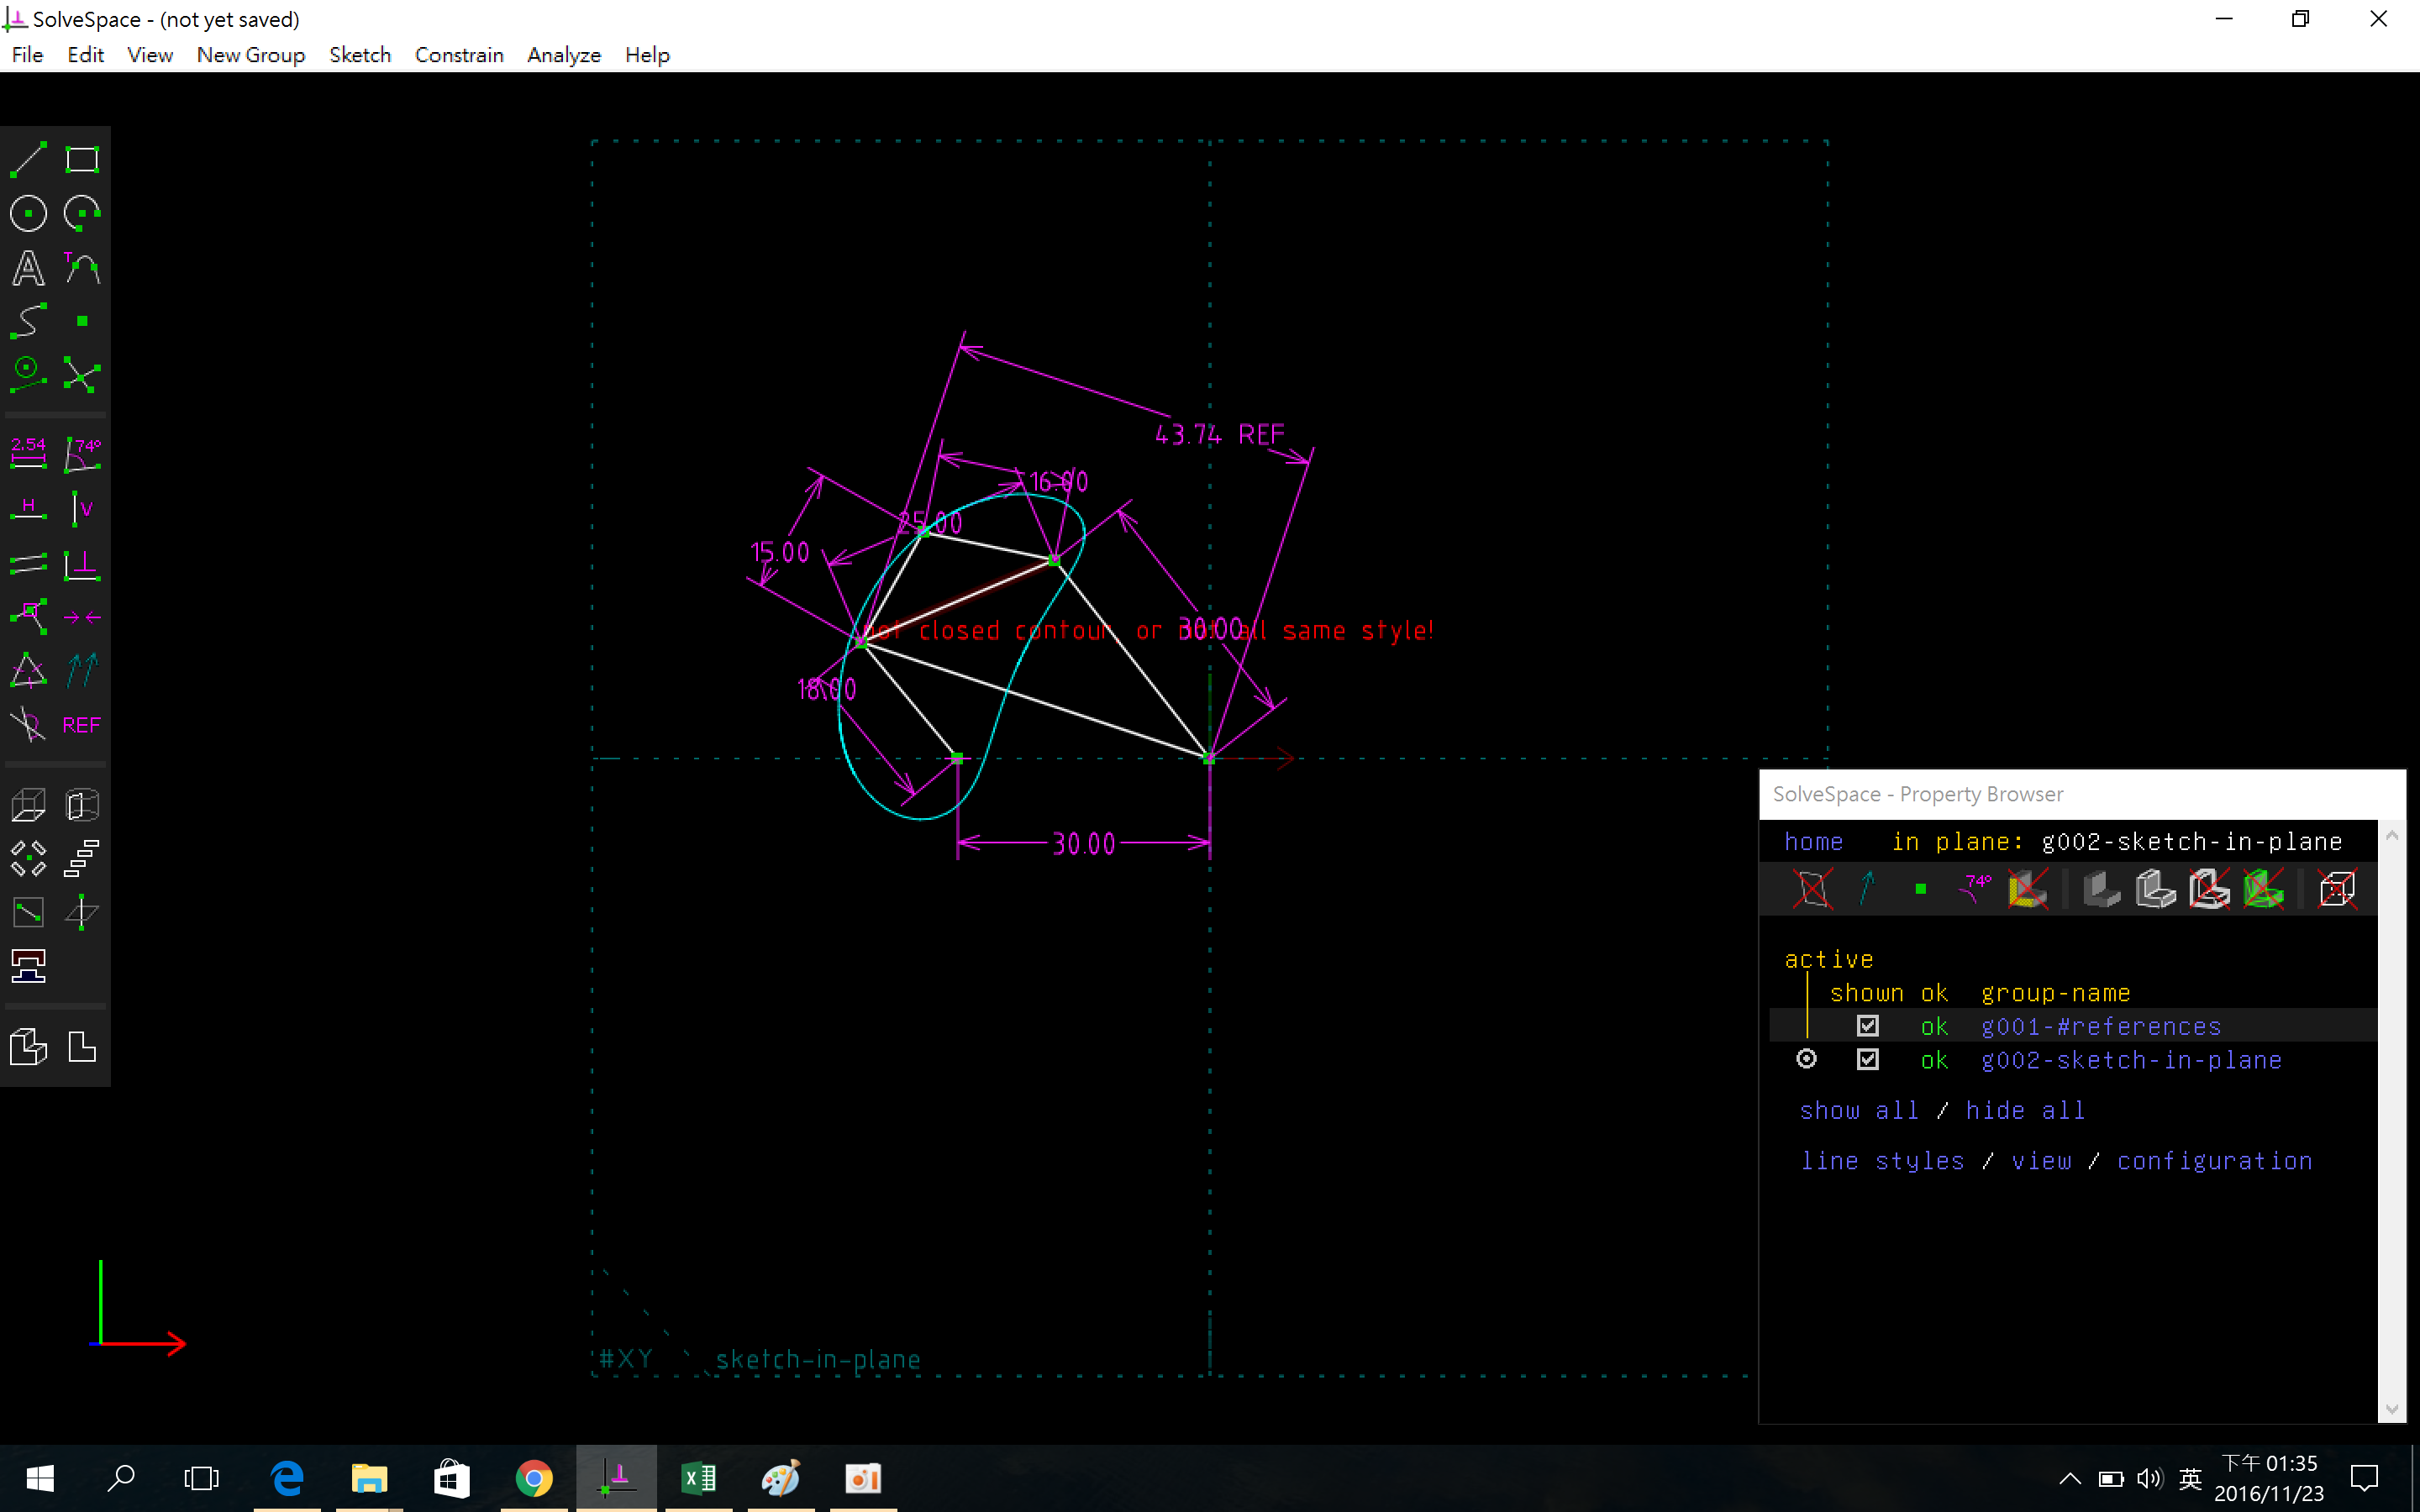 SolveSpace - (not yet saved)
File Edit View New Group Sketch Constrain Analyze Help
A T
2.54 74°
H V
REF
43.74 REF
16.00
25.00
15.00
30.00
not closed contour, or not all same style!
18.00
30.00
#XY sketch-in-plane
SolveSpace - Property Browser
home in plane: g002-sketch-in-plane
74°
active
shown ok group-name
ok g001-#references
ok g002-sketch-in-plane
show all / hide all
line styles / view / configuration
英
下午 01:35
2016/11/23